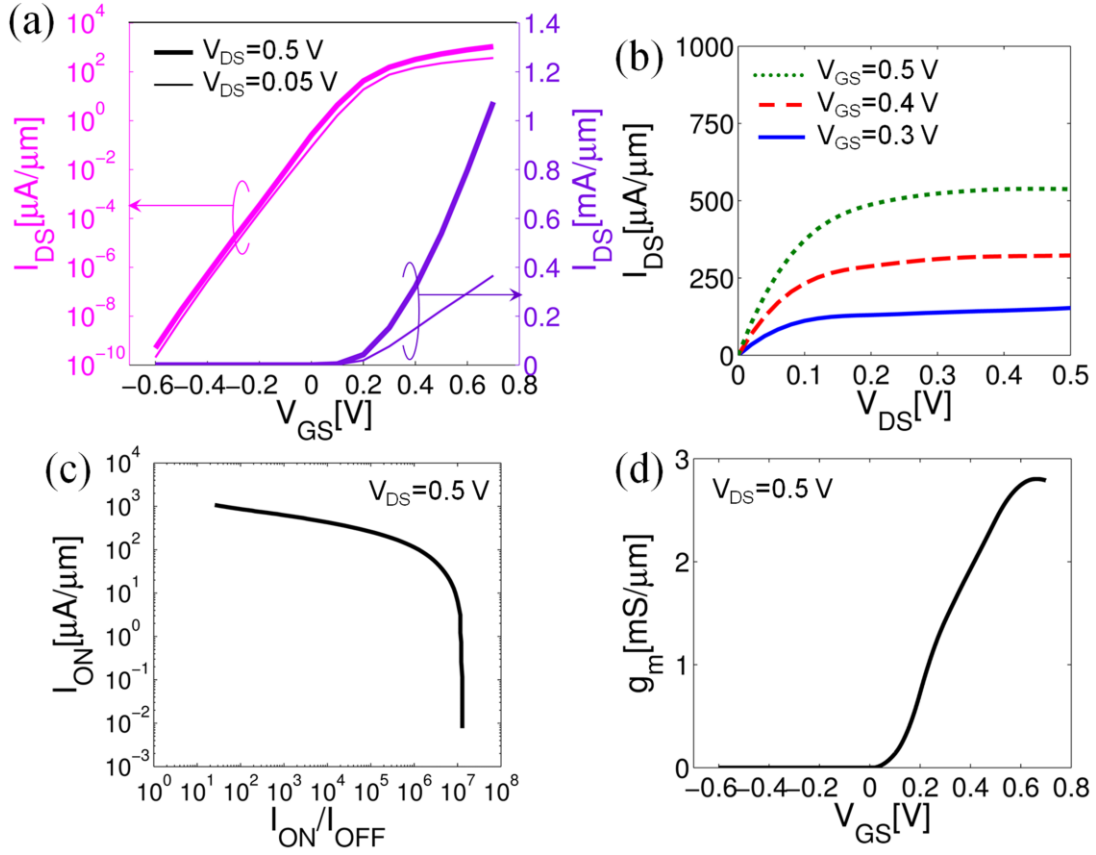 (a)
10^4
10^2
10^0
10^-2
10^-4
10^-6
10^-8
10^-10
I_DS[μA/μm]
V_DS=0.5 V
V_DS=0.05 V
1.4
1.2
1
0.8
0.6
0.4
0.2
0
I_DS[mA/μm]
−0.6−0.4−0.2 0 0.2 0.4 0.6 0.8
V_GS[V]
(b)
1000
750
500
250
0
I_DS[μA/μm]
V_GS=0.5 V
V_GS=0.4 V
V_GS=0.3 V
0 0.1 0.2 0.3 0.4 0.5
V_DS[V]
(c)
10^4
10^3
10^2
10^1
10^0
10^-1
10^-2
10^-3
I_ON[μA/μm]
V_DS=0.5 V
10^0 10^1 10^2 10^3 10^4 10^5 10^6 10^7 10^8
I_ON/I_OFF
(d)
3
2
1
0
g_m[mS/μm]
V_DS=0.5 V
−0.6−0.4−0.2 0 0.2 0.4 0.6 0.8
V_GS[V]